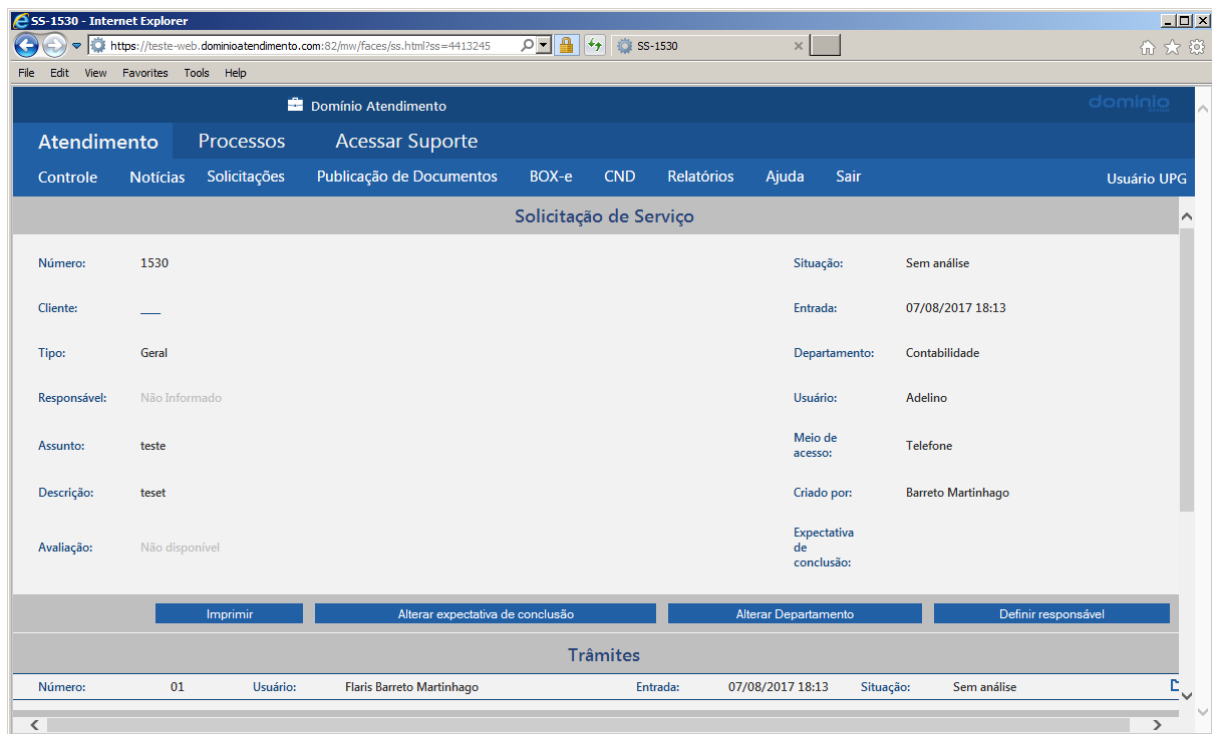 SS-1530 - Internet Explorer
https://teste-web.dominioatendimento.com:82/mw/faces/ss.html?ss=4413245
SS-1530
File Edit View Favorites Tools Help
Domínio Atendimento dominio
Atendimento Processos Acessar Suporte
Controle Notícias Solicitações Publicação de Documentos BOX-e CND Relatórios Ajuda Sair Usuário UPG
Solicitação de Serviço
Número: 1530 Situação: Sem análise
Cliente: ___ Entrada: 07/08/2017 18:13
Tipo: Geral Departamento: Contabilidade
Responsável: Não Informado Usuário: Adelino
Assunto: teste Meio de acesso: Telefone
Descrição: teset Criado por: Barreto Martinhago
Avaliação: Não disponível Expectativa de conclusão:
Imprimir Alterar expectativa de conclusão Alterar Departamento Definir responsável
Trâmites
Número: 01 Usuário: Flaris Barreto Martinhago Entrada: 07/08/2017 18:13 Situação: Sem análise